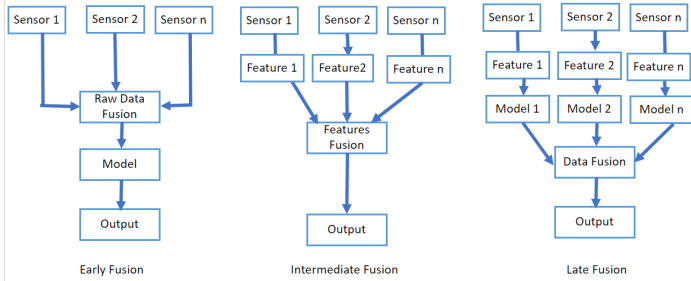 Sensor 1
Sensor 2
Sensor n
Raw Data
Fusion
Model
Output
Early Fusion
Sensor 1
Sensor 2
Sensor n
Feature 1
Feature2
Feature n
Features
Fusion
Output
Intermediate Fusion
Sensor 1
Sensor 2
Sensor n
Feature 1
Feature 2
Feature n
Model 1
Model 2
Model n
Data Fusion
Output
Late Fusion